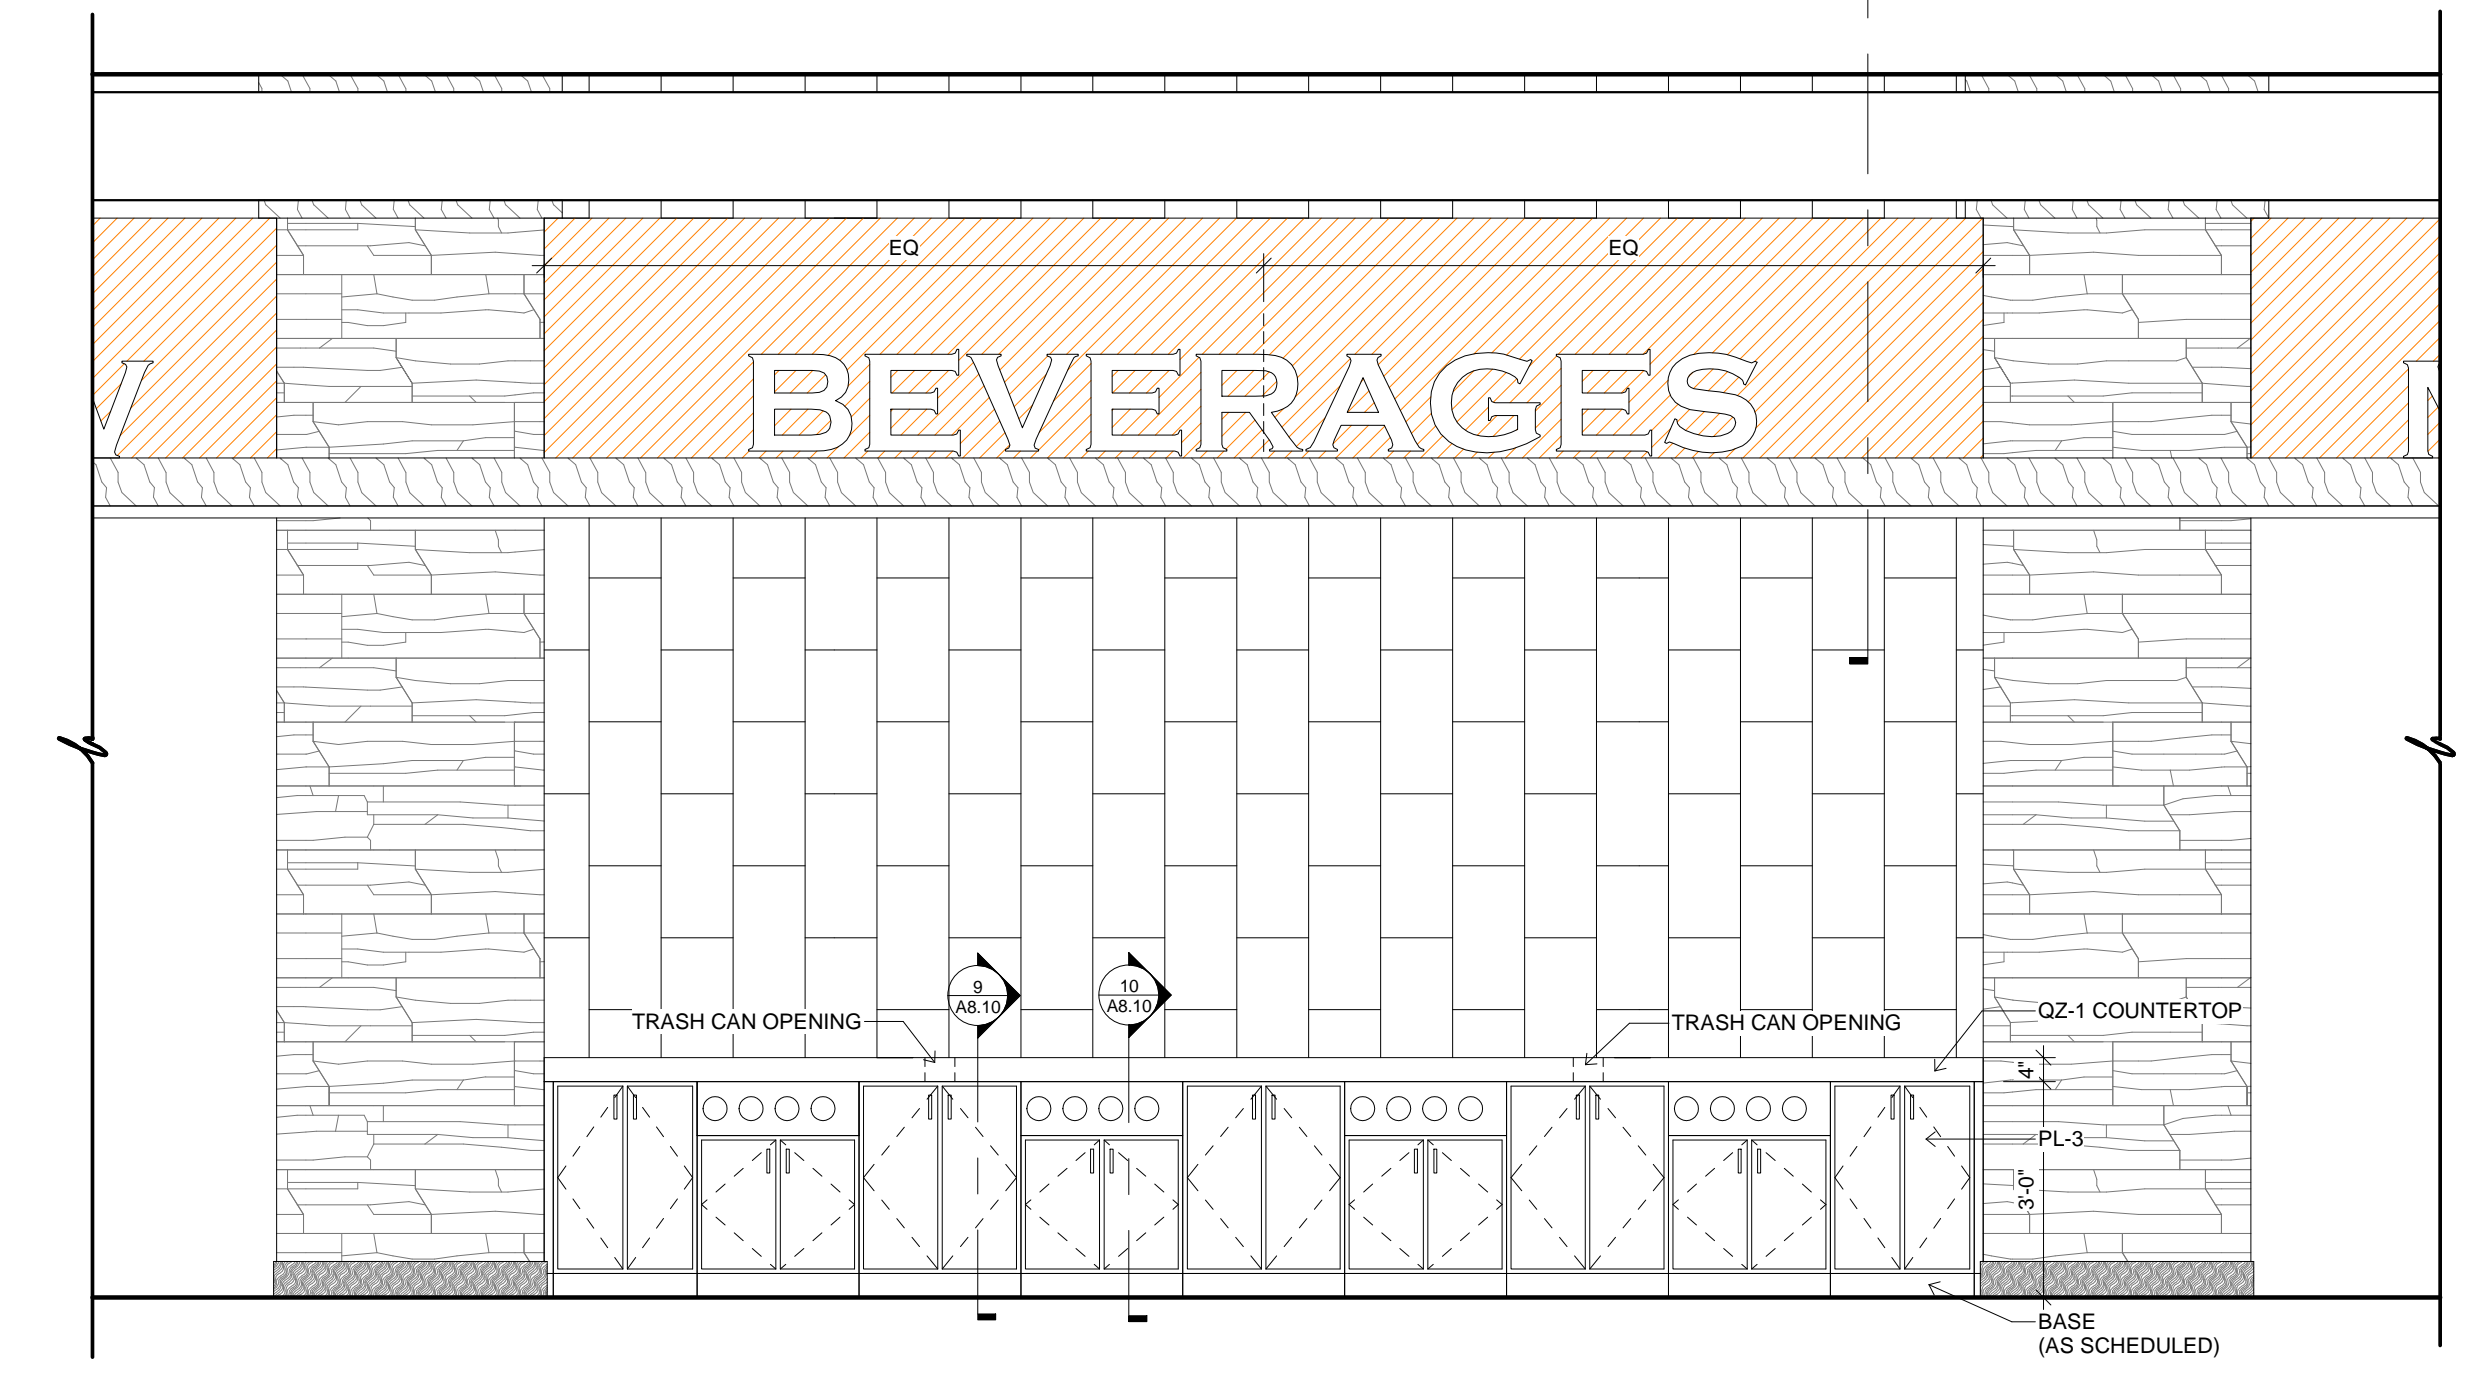 EQ
EQ
V
BEVERAGES
9
A8.10
10
A8.10
TRASH CAN OPENING
TRASH CAN OPENING
QZ-1 COUNTERTOP
4"
PL-3
3'-0"
BASE
(AS SCHEDULED)